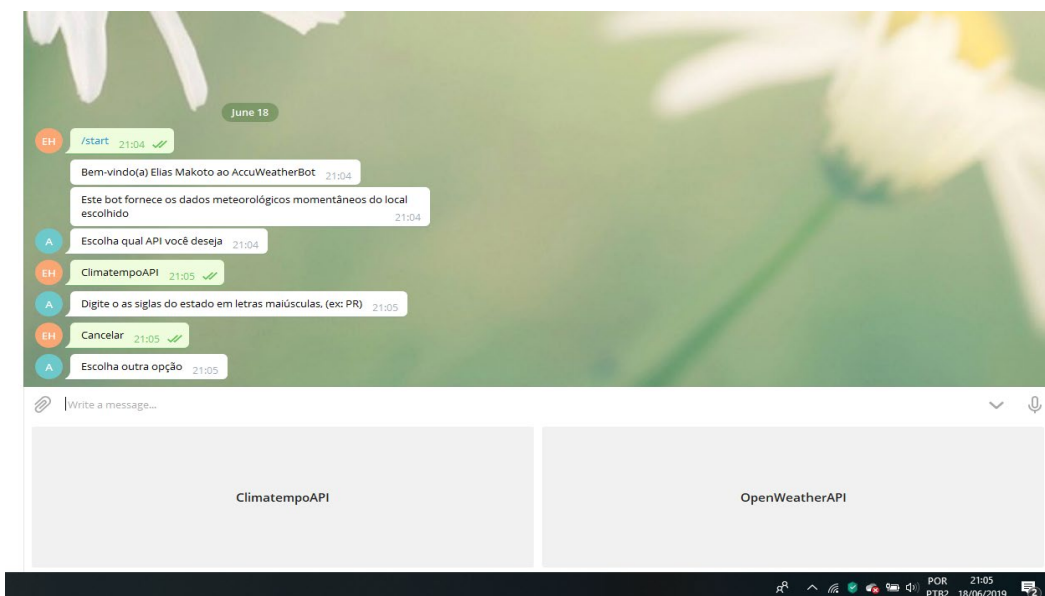 June 18
EH
/start 21:04
Bem-vindo(a) Elias Makoto ao AccuWeatherBot 21:04
Este bot fornece os dados meteorológicos momentâneos do local
escolhido 21:04
A
Escolha qual API você deseja 21:04
EH
ClimatempoAPI 21:05
A
Digite o as siglas do estado em letras maiúsculas, (ex: PR) 21:05
EH
Cancelar 21:05
A
Escolha outra opção 21:05
Write a message...
ClimatempoAPI
OpenWeatherAPI
POR 21:05
PTB2 18/06/2019
2